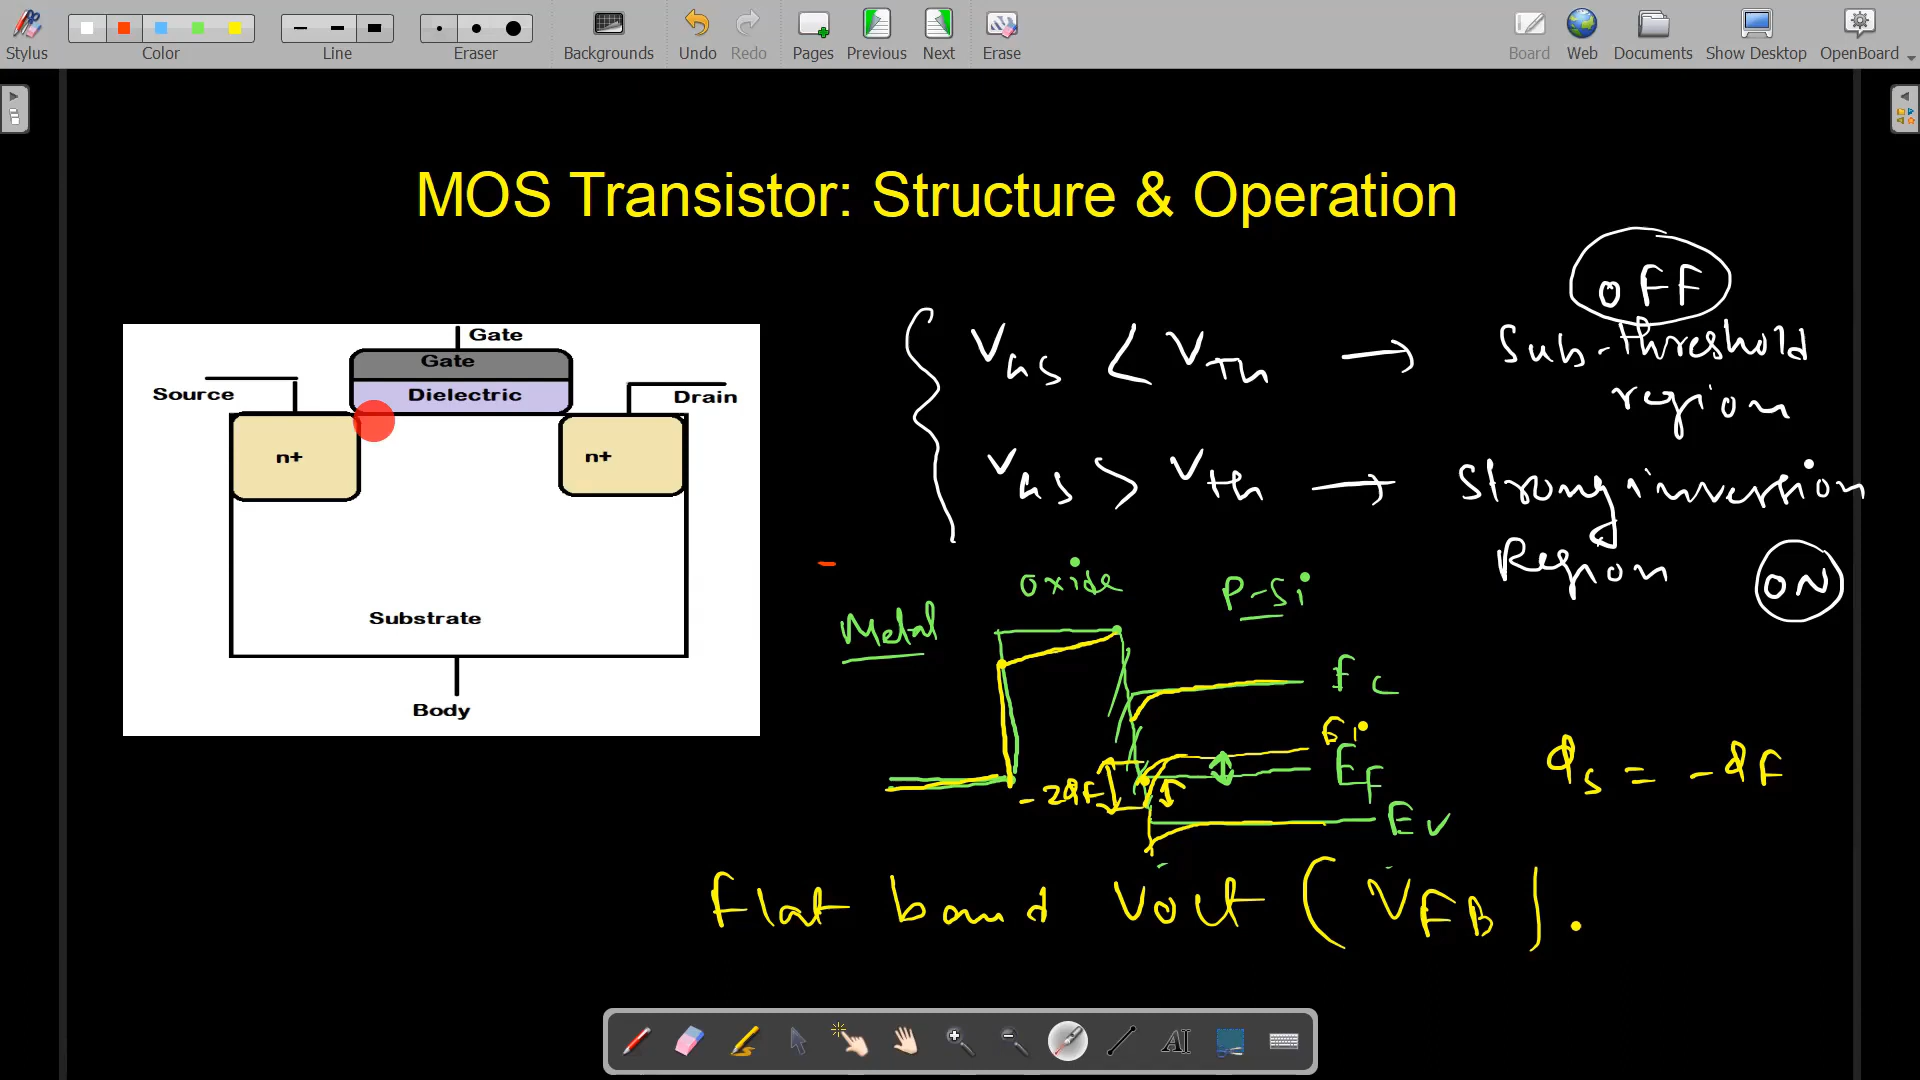 Stylus Color Line Eraser Backgrounds Undo Redo Pages Previous Next Erase Board Web Documents Show Desktop OpenBoard
MOS Transistor: Structure & Operation
OFF
VGS < VTh → Sub-threshold
region
VGS > VTh → Strong inversion
Region ON
Gate
Gate
Source Dielectric Drain
n+ n+
Substrate
Body
Metal oxide P-Si
Ec
Ei
EF
Ev
-2φF
φs = -φF
Flat band Volt (VFB).
AI